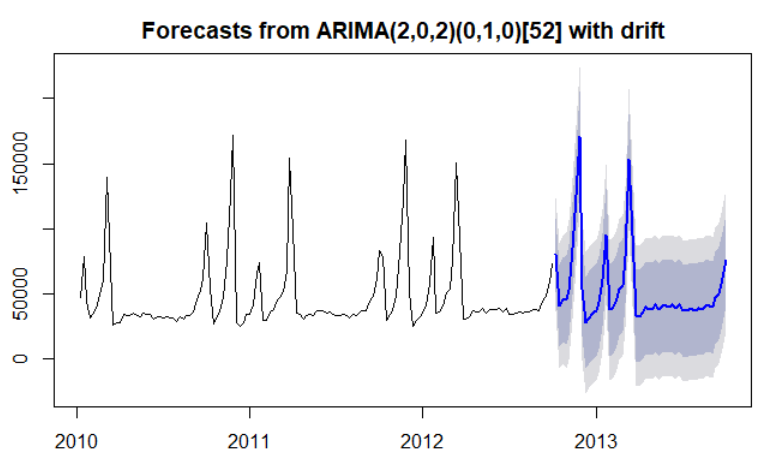 Forecasts from ARIMA(2,0,2)(0,1,0)[52] with drift
150000
50000
0
2010 2011 2012 2013